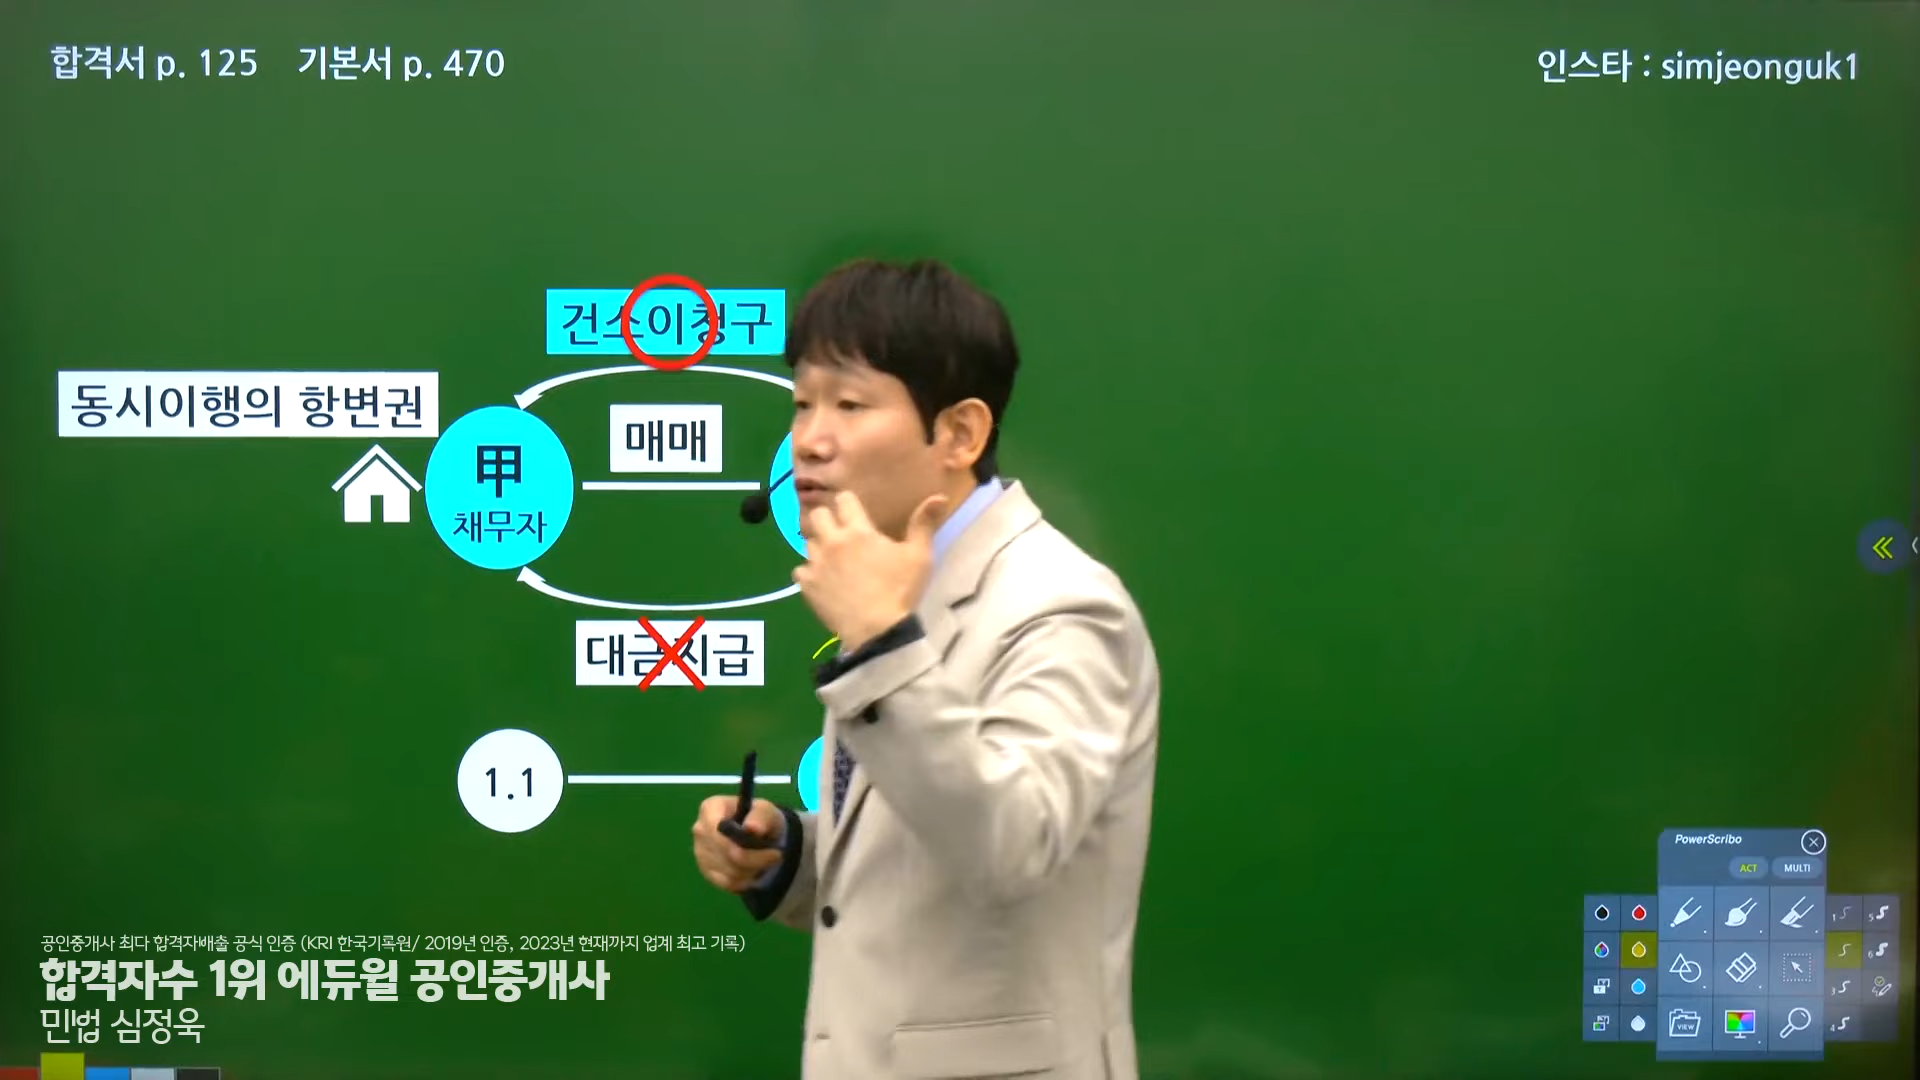 합격서 p. 125 기본서 p. 470
인스타 : simjeonguk1
건소이청구
동시이행의 항변권
매매
甲
채무자
대금지급
1.1
PowerScribo
ACT MULTI
VIEW
공인중개사 최다 합격자배출 공식 인증 (KRI 한국기록원/ 2019년 인증, 2023년 현재까지 업계 최고 기록)
합격자수 1위 에듀윌 공인중개사
민법 심정욱